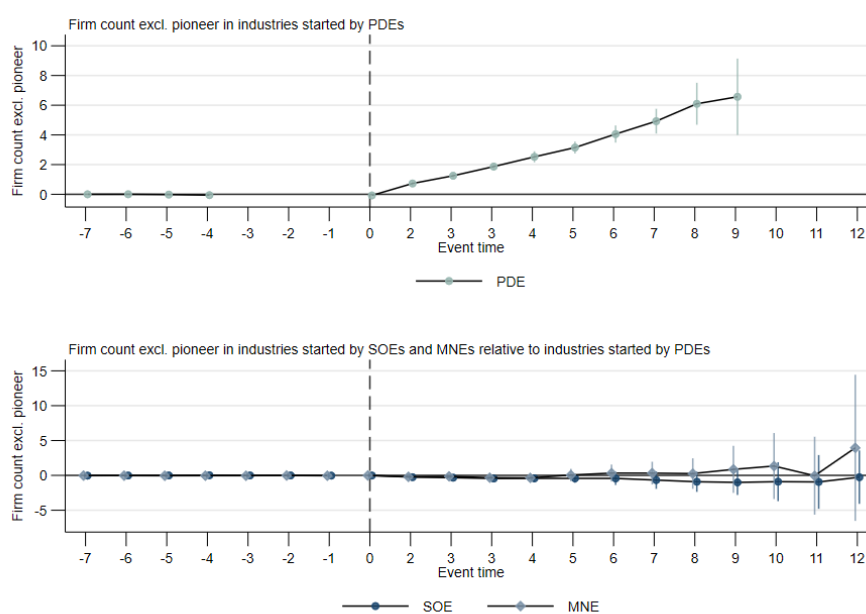 Firm count excl. pioneer in industries started by PDEs
Firm count excl. pioneer
10
8
6
4
2
0
-7 -6 -5 -4 -3 -2 -1 0 2 3 3 4 5 6 7 8 9 10 11 12
Event time
PDE
Firm count excl. pioneer in industries started by SOEs and MNEs relative to industries started by PDEs
Firm count excl. pioneer
15
10
5
0
-5
-7 -6 -5 -4 -3 -2 -1 0 2 3 3 4 5 6 7 8 9 10 11 12
Event time
SOE MNE